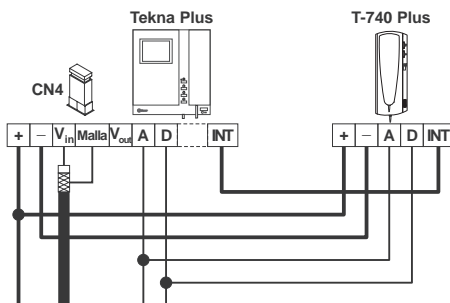 Tekna Plus
T-740 Plus
CN4
+ – Vin Malla Vout A D INT
+ – A D INT